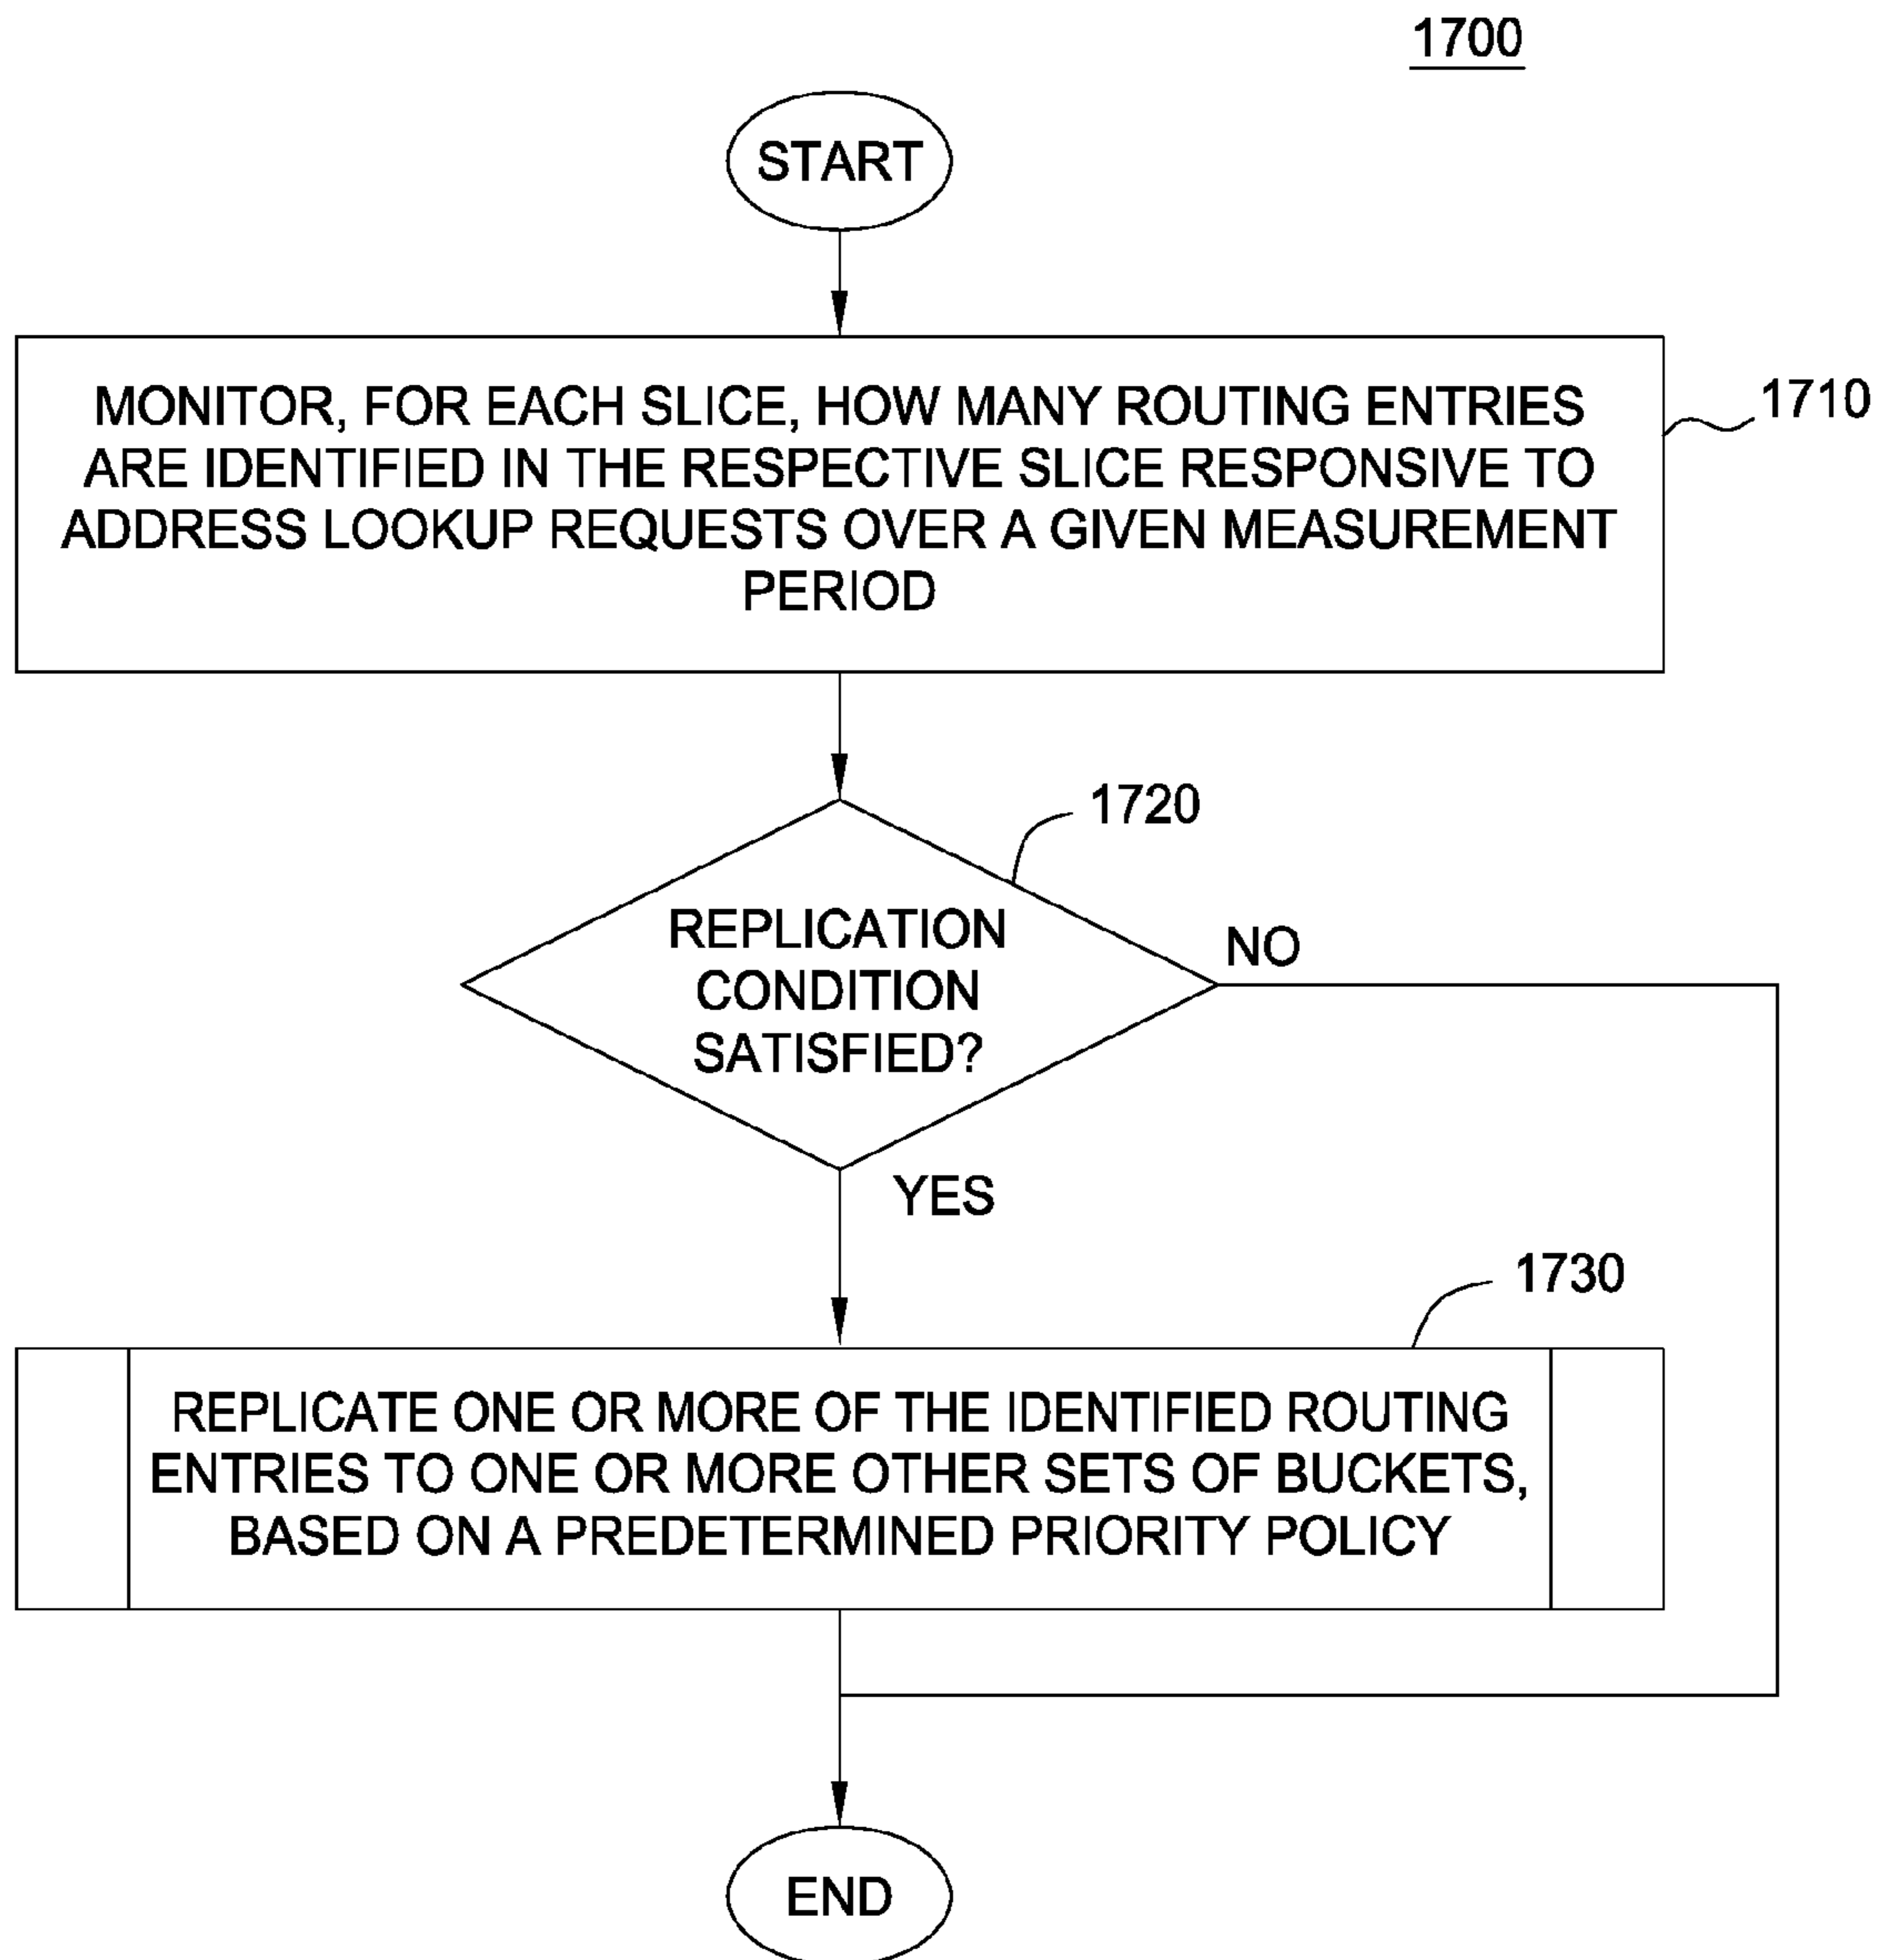 1700
START
MONITOR, FOR EACH SLICE, HOW MANY ROUTING ENTRIES
ARE IDENTIFIED IN THE RESPECTIVE SLICE RESPONSIVE TO
ADDRESS LOOKUP REQUESTS OVER A GIVEN MEASUREMENT
PERIOD
1710
1720
REPLICATION
CONDITION
SATISFIED?
NO
YES
1730
REPLICATE ONE OR MORE OF THE IDENTIFIED ROUTING
ENTRIES TO ONE OR MORE OTHER SETS OF BUCKETS,
BASED ON A PREDETERMINED PRIORITY POLICY
END